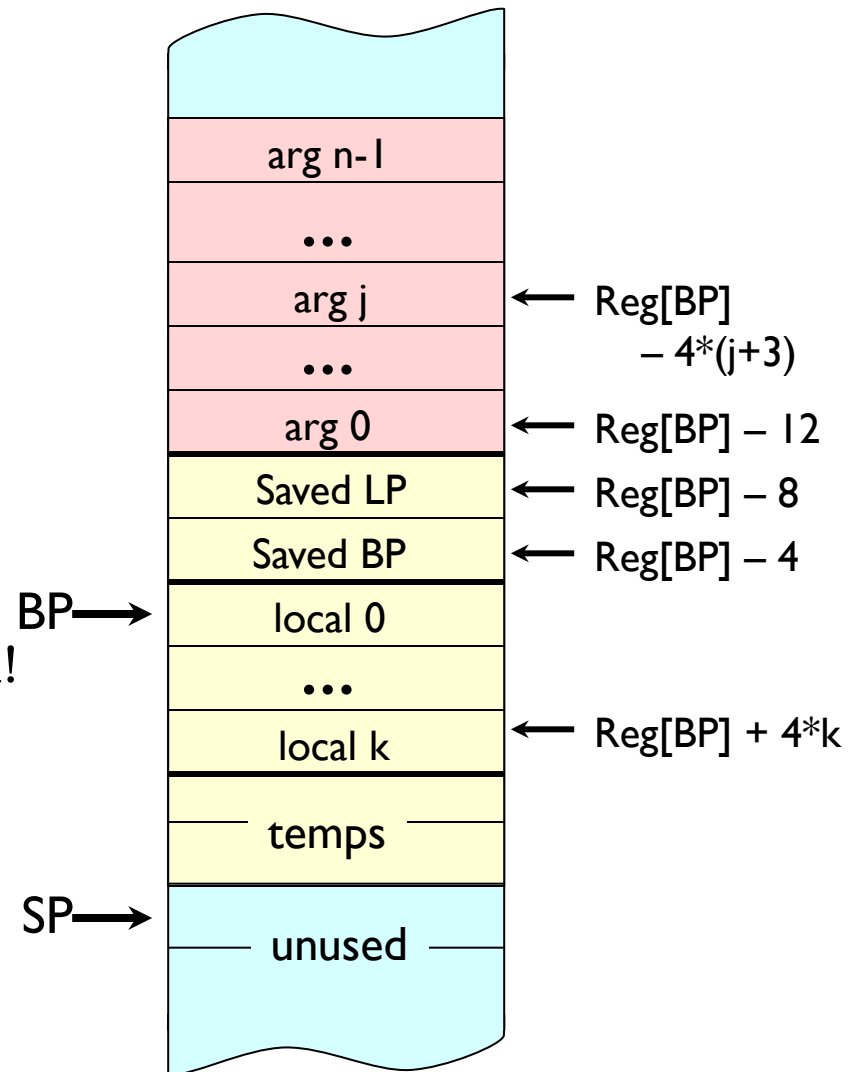 arg n-1
...
arg j
Reg[BP]
– 4*(j+3)
...
arg 0
Reg[BP] – 12
Saved LP
Reg[BP] – 8
Saved BP
Reg[BP] – 4
BP
local 0
!
...
local k
Reg[BP] + 4*k
temps
SP
unused